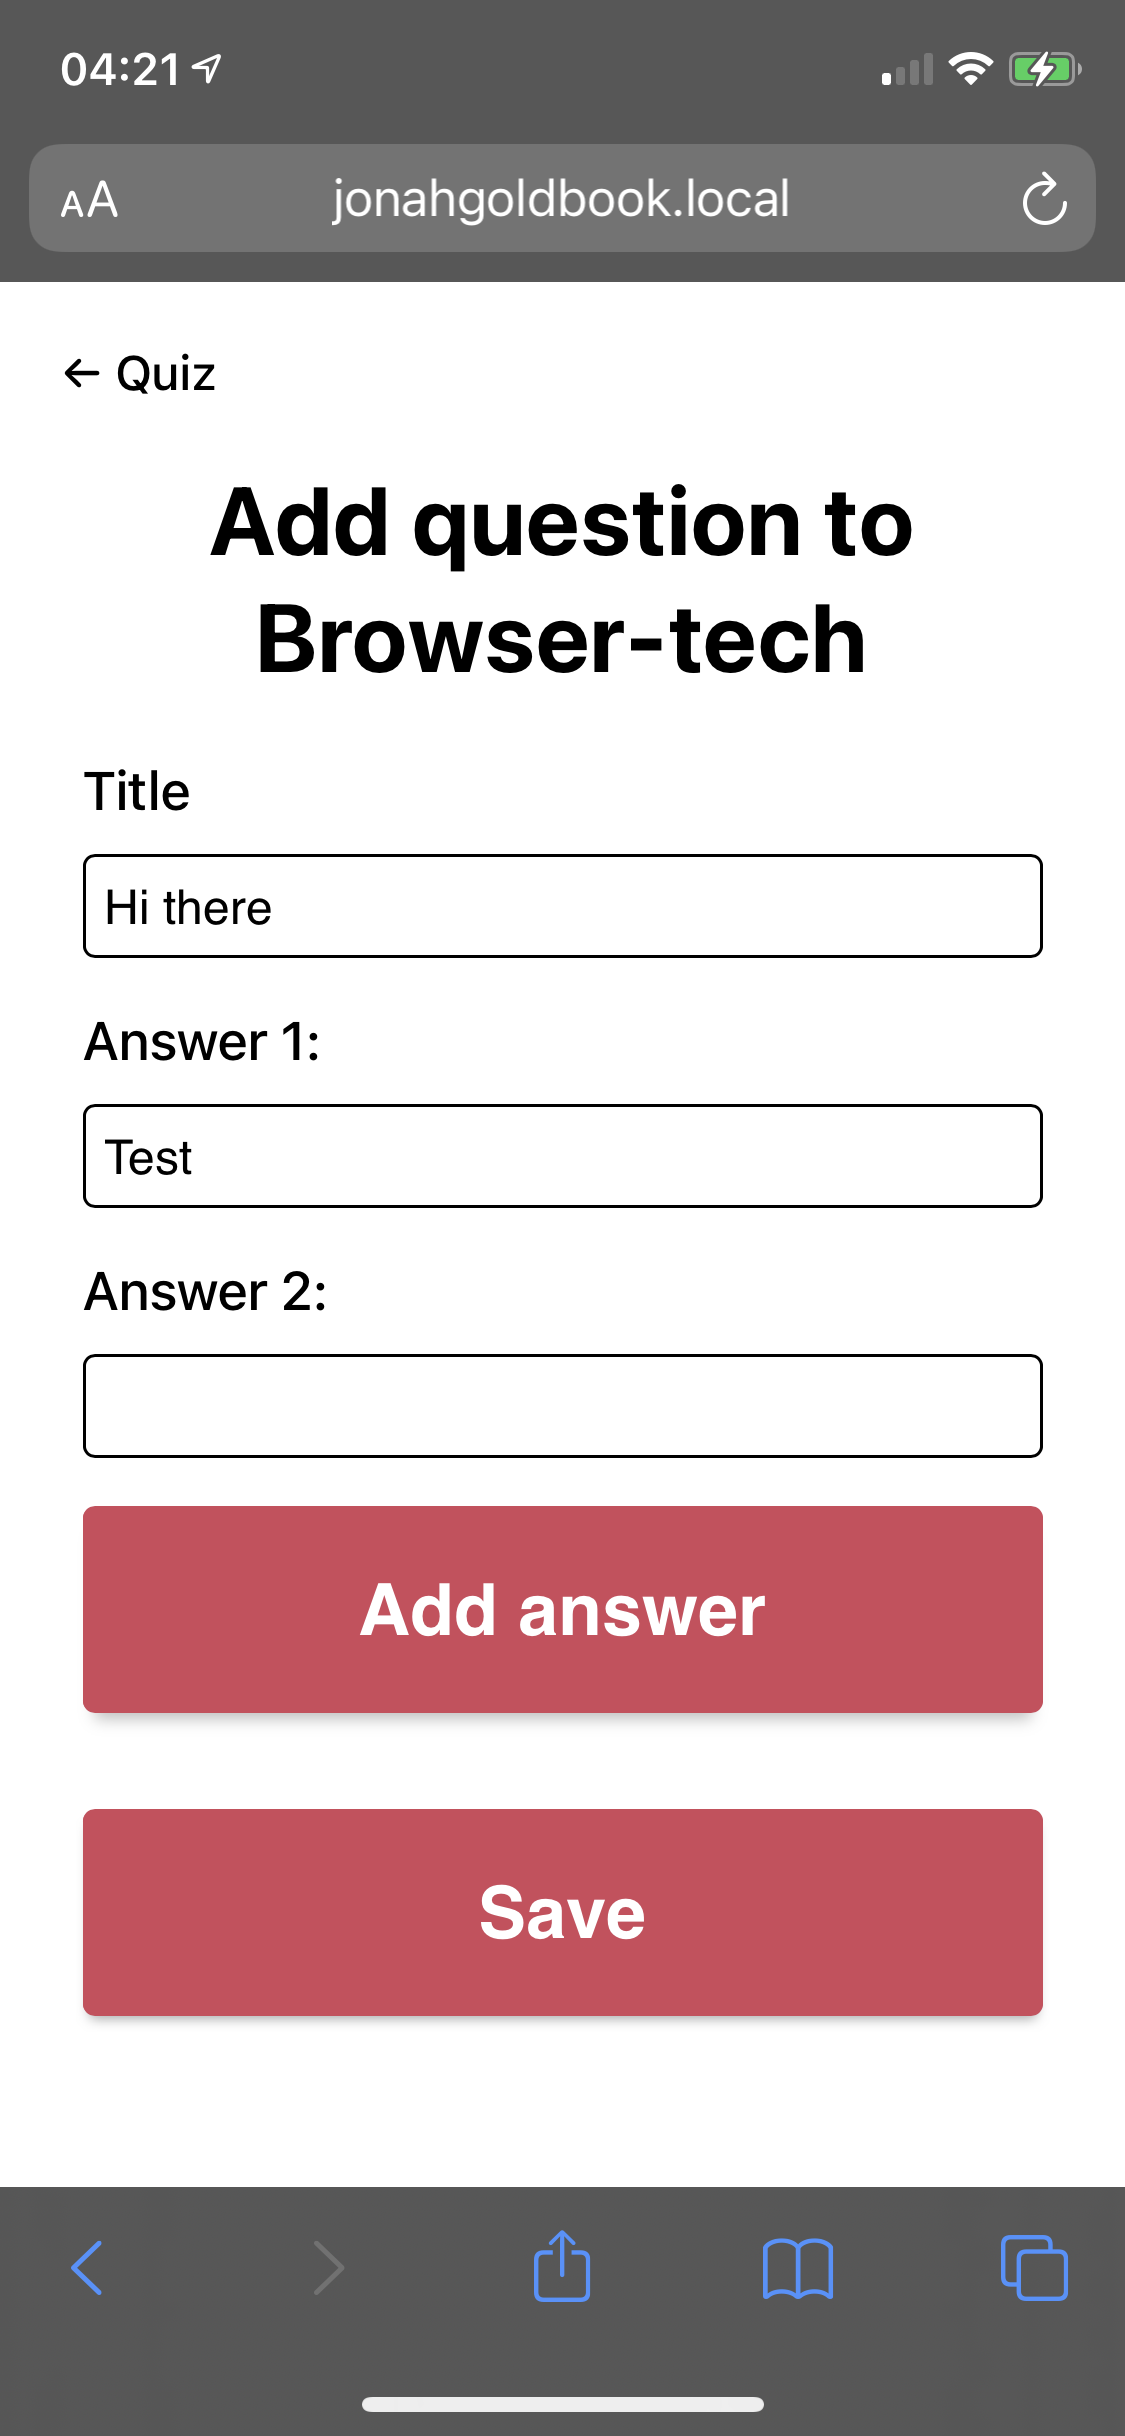 04:21
AA jonahgoldbook.local
← Quiz
Add question to
Browser-tech
Title
Hi there
Answer 1:
Test
Answer 2:
Add answer
Save